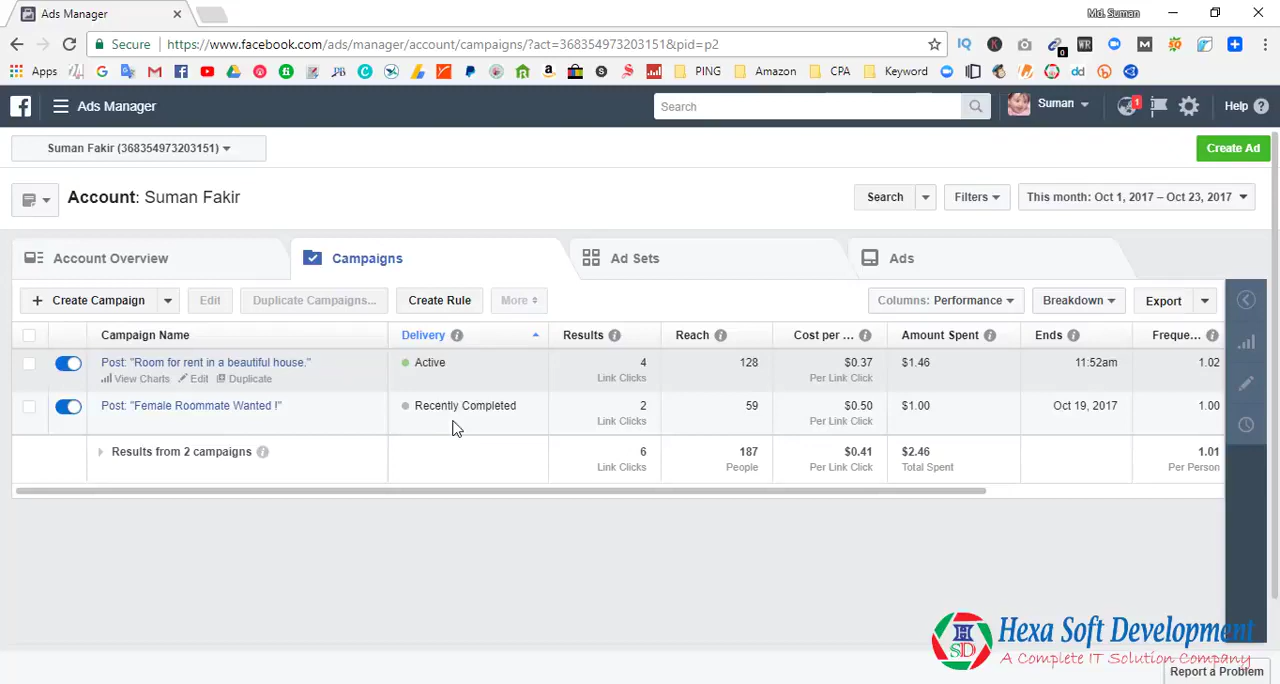 Ads Manager
Md. Suman
Secure
https://www.facebook.com/ads/manager/account/campaigns/?act=368354973203151&pid=p2
Apps
PING
Amazon
CPA
Keyword
Ads Manager
Search
Suman
1
Help
Suman Fakir (368354973203151)
Create Ad
Account: Suman Fakir
Search
Filters
This month: Oct 1, 2017 – Oct 23, 2017
Account Overview
Campaigns
Ad Sets
Ads
+ Create Campaign
Edit
Duplicate Campaigns...
Create Rule
More
Columns: Performance
Breakdown
Export
Campaign Name
Delivery
Results
Reach
Cost per ...
Amount Spent
Ends
Freque...
Post: "Room for rent in a beautiful house."
Active
4
128
$0.37
$1.46
11:52am
1.02
View Charts
Edit
Duplicate
Link Clicks
Per Link Click
Post: "Female Roommate Wanted !"
Recently Completed
2
59
$0.50
$1.00
Oct 19, 2017
1.00
Link Clicks
Per Link Click
Results from 2 campaigns
6
187
$0.41
$2.46
1.01
Link Clicks
People
Per Link Click
Total Spent
Per Person
HSD
Hexa Soft Development
A Complete IT Solution Company
Report a Problem